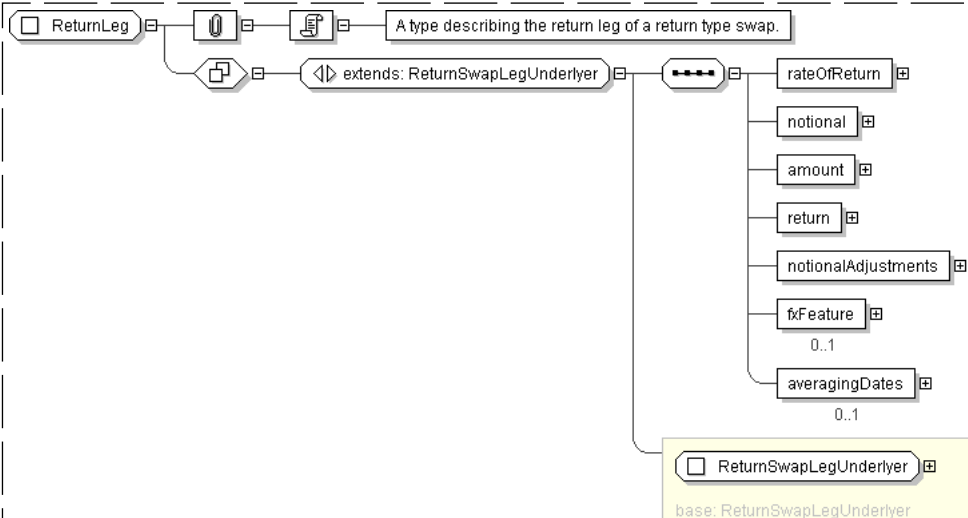 ReturnLeg
A type describing the return leg of a return type swap.
extends: ReturnSwapLegUnderlyer
rateOfReturn
notional
amount
return
notionalAdjustments
fxFeature
0..1
averagingDates
0..1
ReturnSwapLegUnderlyer
base: ReturnSwapLegUnderlyer